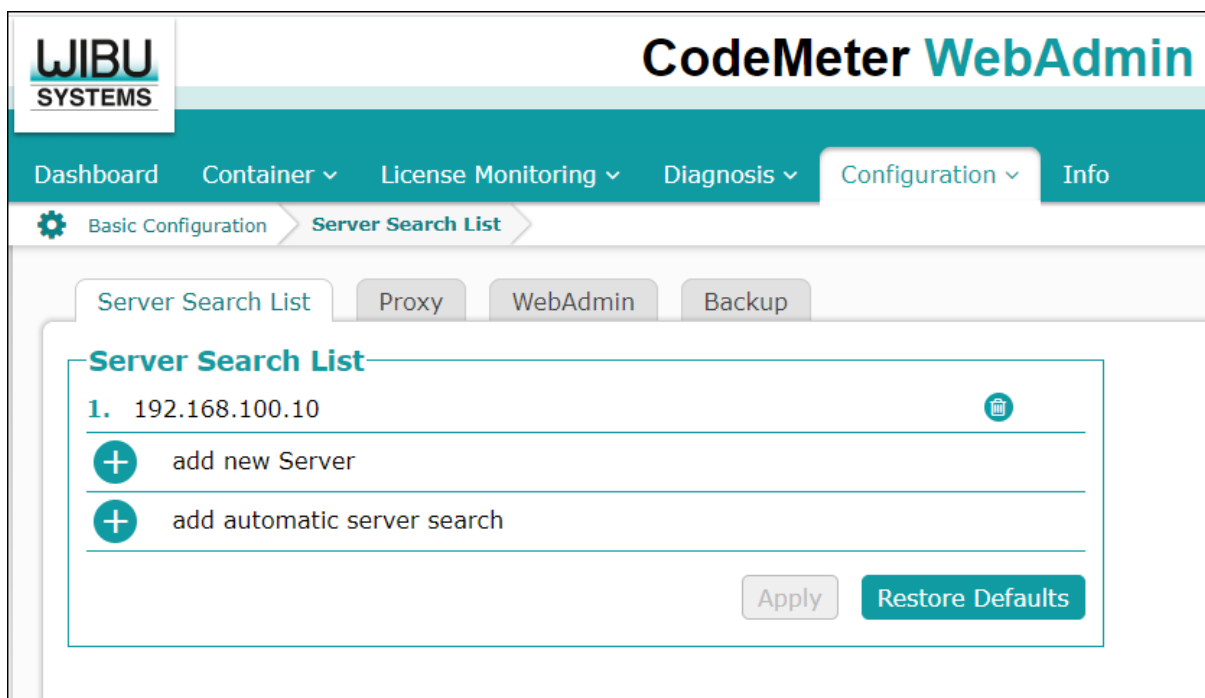 WIBU
SYSTEMS
CodeMeter WebAdmin
Dashboard Container License Monitoring Diagnosis Configuration Info
Basic Configuration Server Search List
Server Search List Proxy WebAdmin Backup
Server Search List
1. 192.168.100.10
add new Server
add automatic server search
Apply Restore Defaults